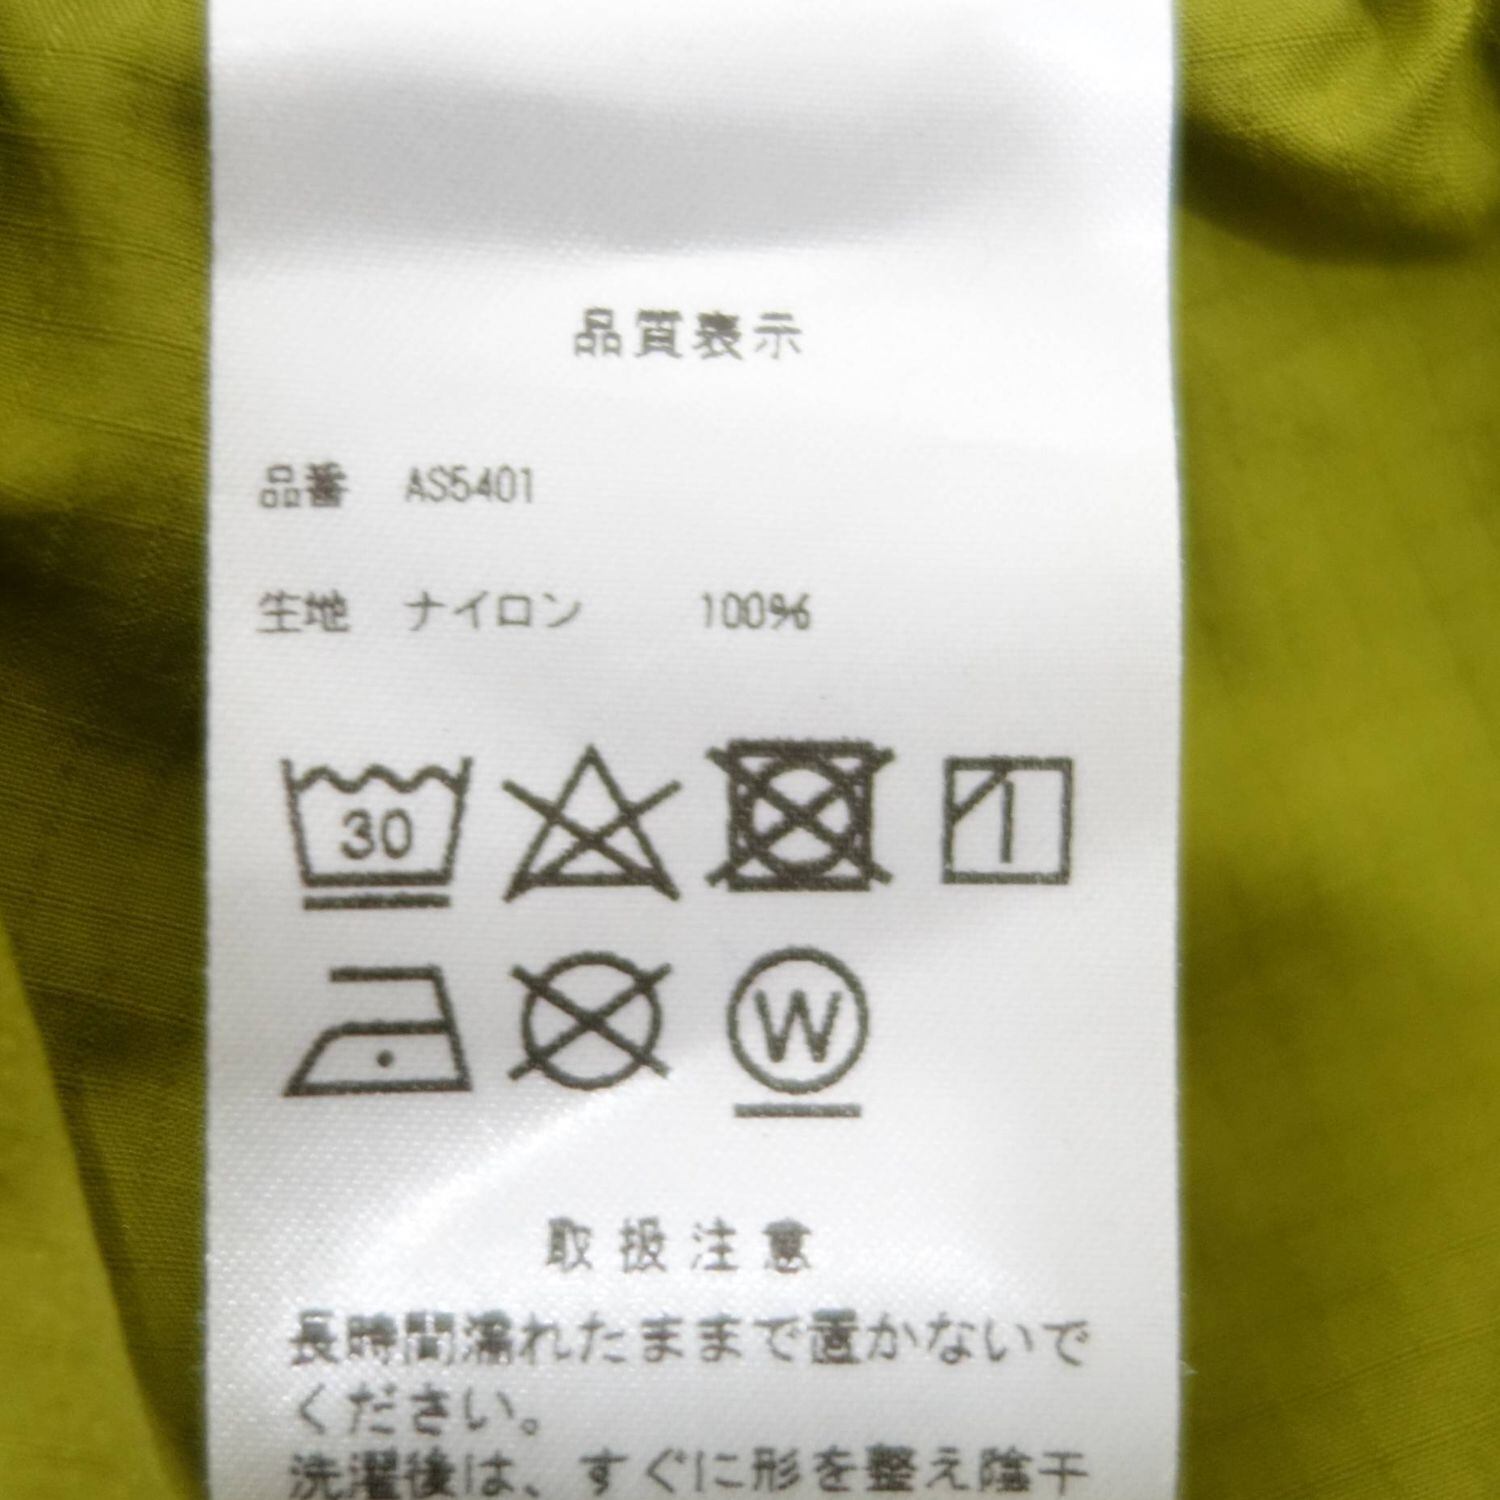 品質表示
品番 AS5401
生地 ナイロン 100%
30
W
取扱注意
長時間濡れたままで置かないで
ください。
洗濯後は、すぐに形を整え陰干